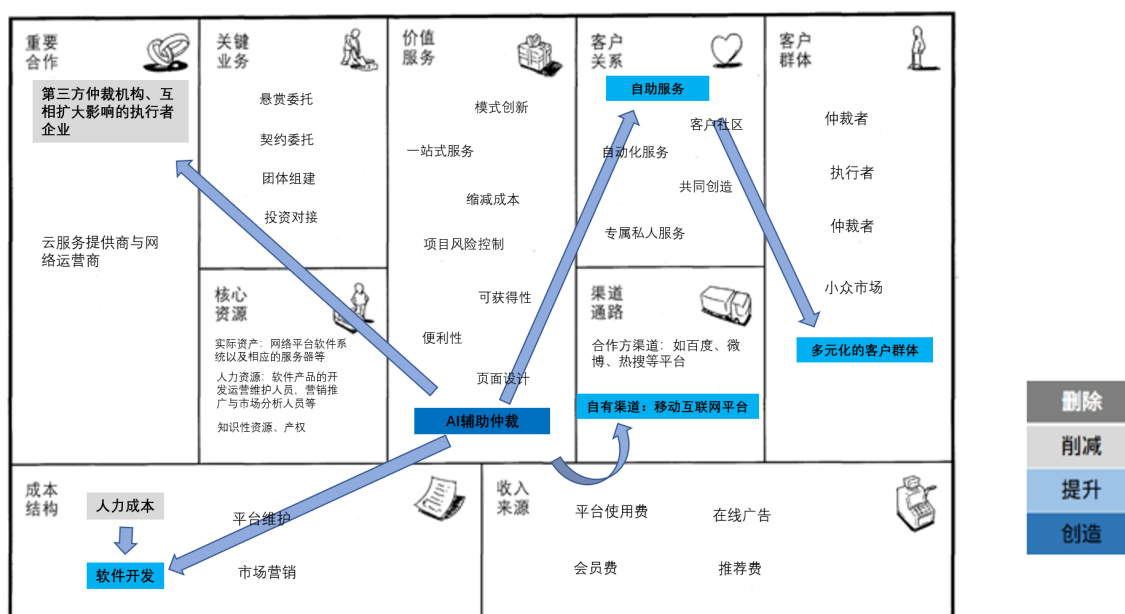 重要
合作
第三方仲裁机构、互
相扩大影响的执行者
企业
云服务提供商与网
络运营商
关键
业务
悬赏委托
契约委托
团体组建
投资对接
核心
资源
实际资产：网络平台软件系
统以及相应的服务器等
人力资源：软件产品的开
发运营维护人员，营销推
广与市场分析人员等
知识性资源、产权
价值
服务
模式创新
一站式服务
缩减成本
项目风险控制
可获得性
便利性
页面设计
AI辅助仲裁
客户
关系
自助服务
客户社区
自动化服务
共同创造
专属私人服务
渠道
通路
合作方渠道：如百度、微
博、热搜等平台
自有渠道：移动互联网平台
客户
群体
仲裁者
执行者
仲裁者
小众市场
多元化的客户群体
成本
结构
人力成本
平台维护
软件开发
市场营销
收入
来源
平台使用费
在线广告
会员费
推荐费
删除
削减
提升
创造